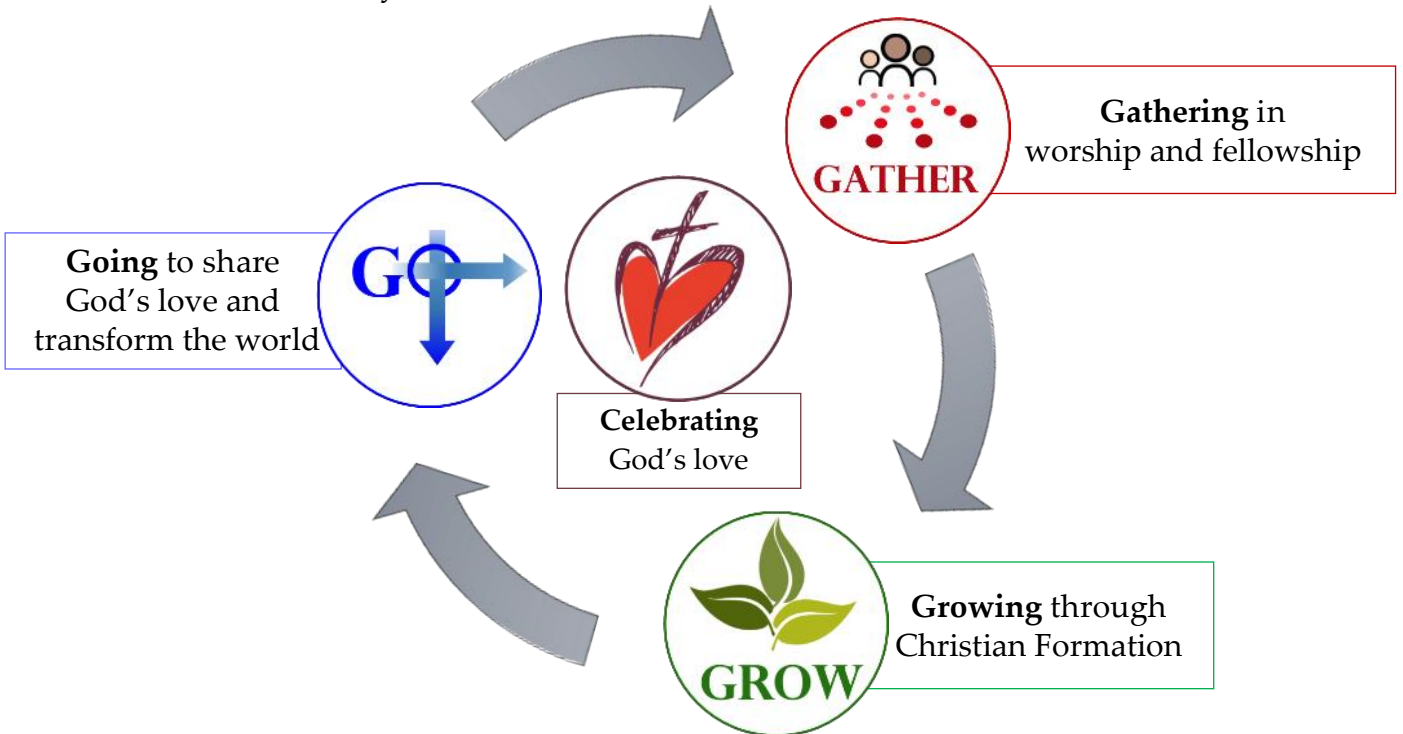 GATHER
Gathering in
worship and fellowship
Going to share
God’s love and
transform the world
GO
Celebrating
God’s love
GROW
Growing through
Christian Formation